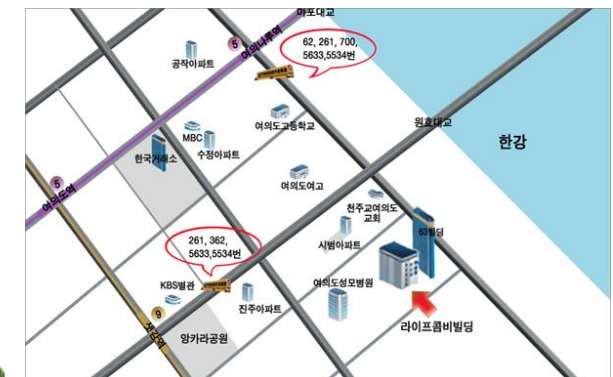 마포대교
5
여의나루역
62, 261, 700,
5633,5534번
공작아파트
여의도고등학교
MBC
수정아파트
한국거래소
원효대교
한강
5
여의도역
여의도여고
천주교여의도
교회
63빌딩
시범아파트
261, 362,
5633,5534번
KBS별관
진주아파트
여의도성모병원
라이프콤비빌딩
9
샛강역
앙카라공원